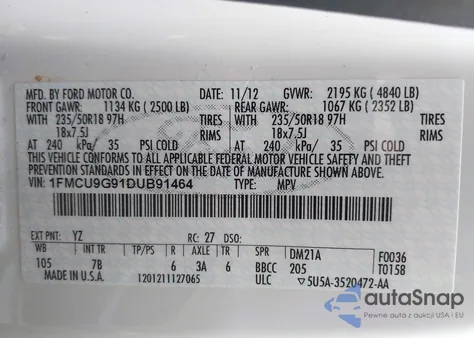 MFD. BY FORD MOTOR CO. DATE: 11/12 GVWR: 2195 KG ( 4840 LB)
FRONT GAWR: 1134 KG ( 2500 LB) REAR GAWR: 1067 KG ( 2352 LB)
WITH 235/50R18 97H TIRES WITH 235/50R18 97H TIRES
18x7.5J RIMS 18x7.5J RIMS
AT 240 kPa/ 35 PSI COLD AT 240 kPa/ 35 PSI COLD
THIS VEHICLE CONFORMS TO ALL APPLICABLE FEDERAL MOTOR VEHICLE SAFETY AND THEFT
PREVENTION STANDARDS IN EFFECT ON THE DATE OF MANUFACTURE SHOWN ABOVE.
VIN: 1FMCU9G91DUB91464 TYPE: MPV
EXT PNT: YZ RC: 27 DSO:
WB INT TR TP/PS R AXLE TR SPR DM21A F0036
105 7B 6 3A 6 BBCC 205 T0158
MADE IN U.S.A. 1201211127065 ULC 5U5A-3520472-AA
autoSnap
Pewne auta z aukcji